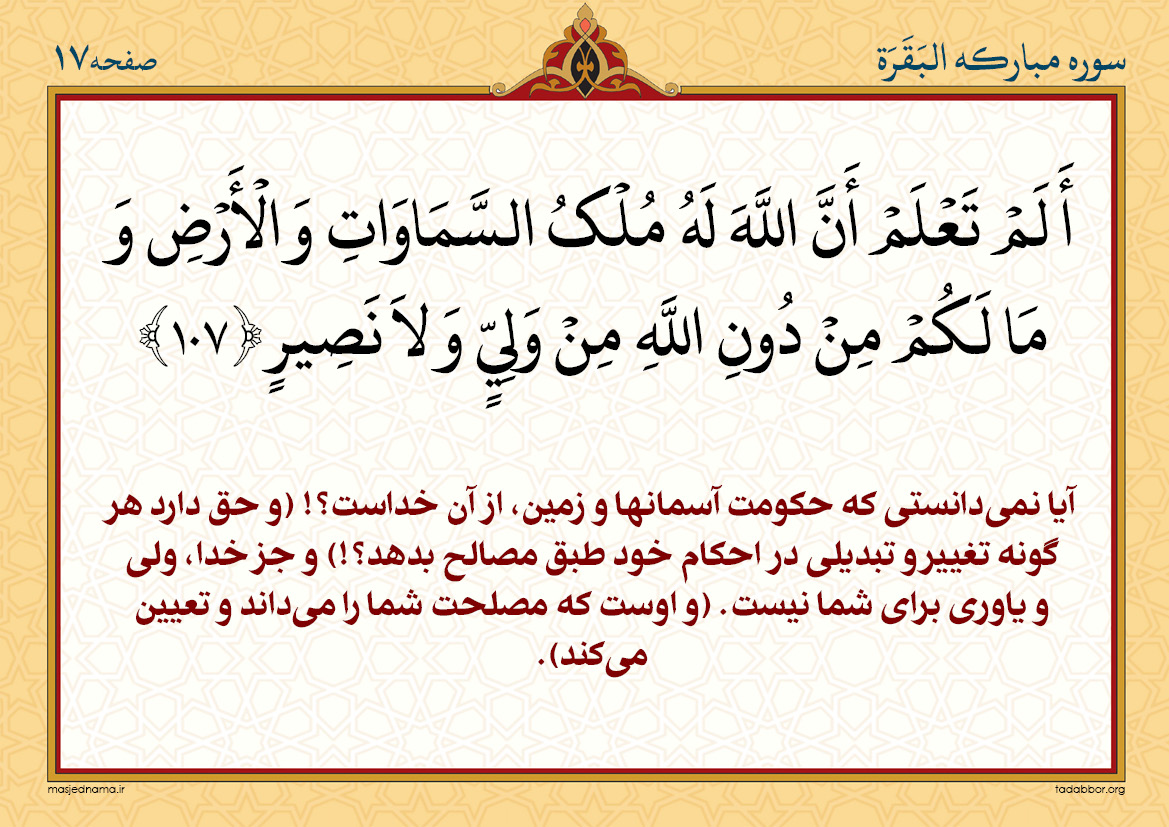 سوره مبارکه البَقَرَة
صفحه۱۷
أَ لَمْ تَعْلَمْ أَنَّ اللَّهَ لَهُ مُلْکُ السَّمَاوَاتِ وَ الْأَرْضِ وَ
مَا لَکُمْ مِنْ دُونِ اللَّهِ مِنْ وَلِيٍّ وَ لاَ نَصِيرٍ ﴿۱۰۷﴾
آیا نمی‌دانستی که حکومت آسمانها و زمین، از آن خداست؟! (و حق دارد هر
گونه تغییر و تبدیلی در احکام خود طبق مصالح بدهد؟!) و جز خدا، ولی
و یاوری برای شما نیست. (و اوست که مصلحت شما را می‌داند و تعیین
می‌کند).
masjednama.ir
tadabbor.org